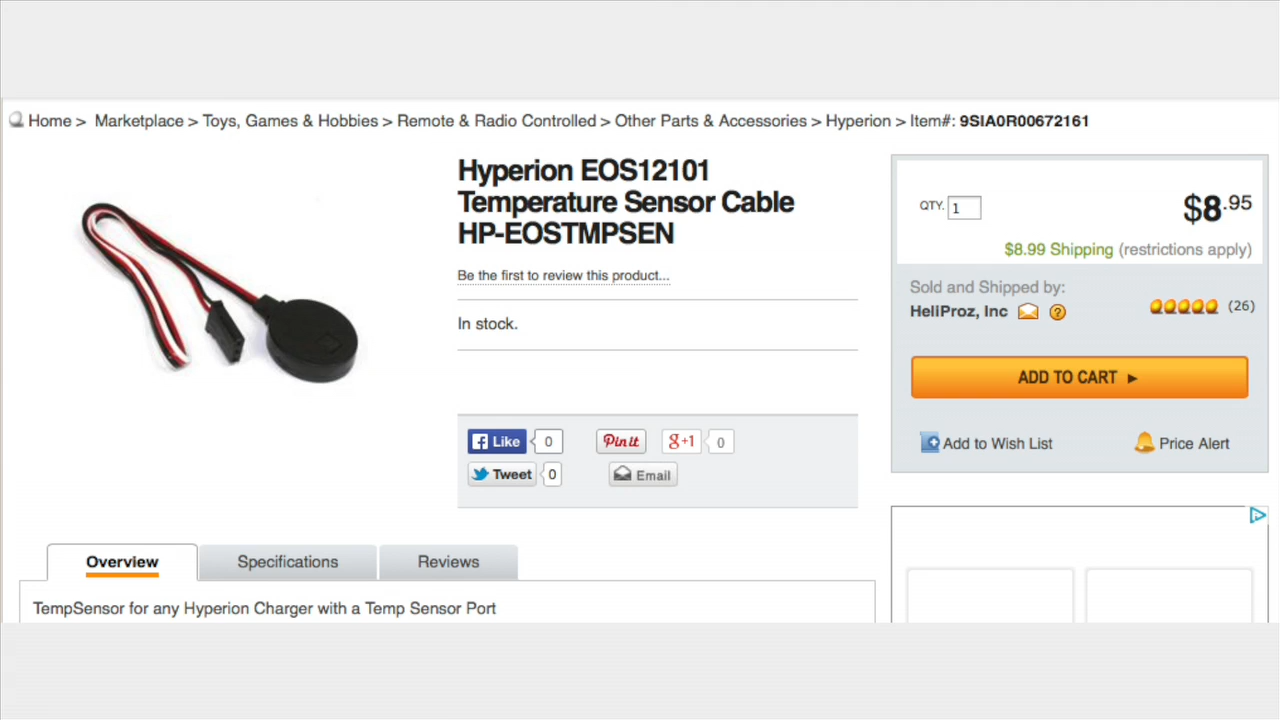 Home > Marketplace > Toys, Games & Hobbies > Remote & Radio Controlled > Other Parts & Accessories > Hyperion > Item#: 9SIA0R00672161
Hyperion EOS12101
Temperature Sensor Cable
HP-EOSTMPSEN
Be the first to review this product...
In stock.
Like 0
Pin it
g+1 0
Tweet 0
Email
QTY. 1
$8.95
$8.99 Shipping (restrictions apply)
Sold and Shipped by:
HeliProz, Inc ? (26)
ADD TO CART ►
Add to Wish List
Price Alert
Overview
Specifications
Reviews
TempSensor for any Hyperion Charger with a Temp Sensor Port